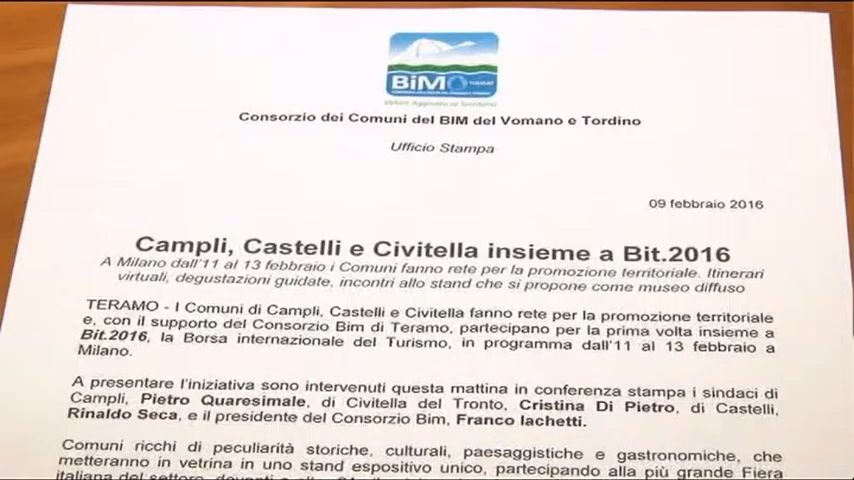 BiM TERAMO
Consorzio dei Comuni del BIM del Vomano e Tordino
Ufficio Stampa
09 febbraio 2016
Campli, Castelli e Civitella insieme a Bit.2016
A Milano dall'11 al 13 febbraio i Comuni fanno rete per la promozione territoriale. Itinerari
virtuali, degustazioni guidate, incontri allo stand che si propone come museo diffuso
TERAMO - I Comuni di Campli, Castelli e Civitella fanno rete per la promozione territoriale
e, con il supporto del Consorzio Bim di Teramo, partecipano per la prima volta insieme a
Bit.2016, la Borsa internazionale del Turismo, in programma dall'11 al 13 febbraio a
Milano.
A presentare l'iniziativa sono intervenuti questa mattina in conferenza stampa i sindaci di
Campli, Pietro Quaresimale, di Civitella del Tronto, Cristina Di Pietro, di Castelli,
Rinaldo Seca, e il presidente del Consorzio Bim, Franco Iachetti.
Comuni ricchi di peculiarità storiche, culturali, paesaggistiche e gastronomiche, che
metteranno in vetrina in uno stand espositivo unico, partecipando alla più grande Fiera
italiana del settore